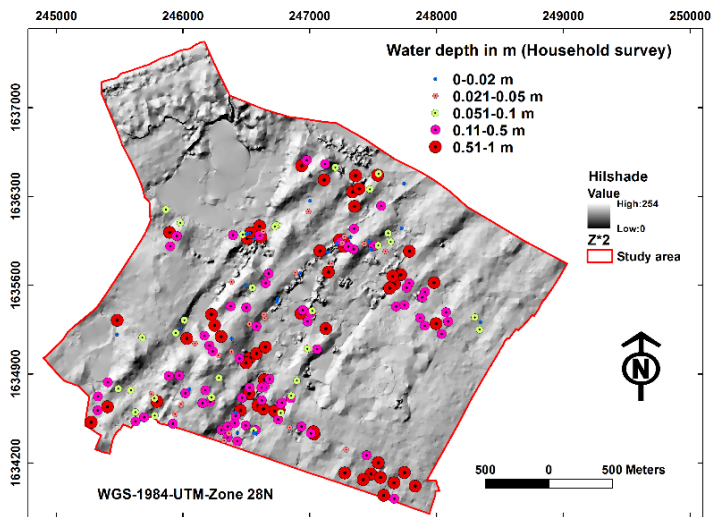 245000 246000 247000 248000 249000 250000
1637000
1636300
1635600
1634900
1634200
Water depth in m (Household survey)
0-0.02 m
0.021-0.05 m
0.051-0.1 m
0.11-0.5 m
0.51-1 m
Hilshade
Value
High:254
Low:0
Z*2
Study area
N
500 0 500 Meters
WGS-1984-UTM-Zone 28N